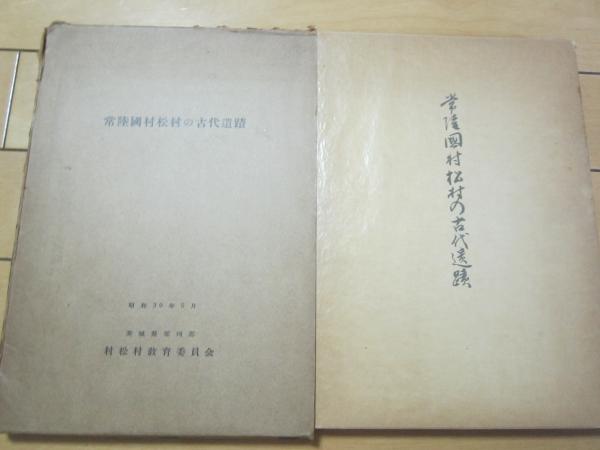 常陸國村松村の古代遺蹟
昭和30年5月
茨城縣那珂郡
村松村教育委員会
常陸國村松村の古代遺蹟